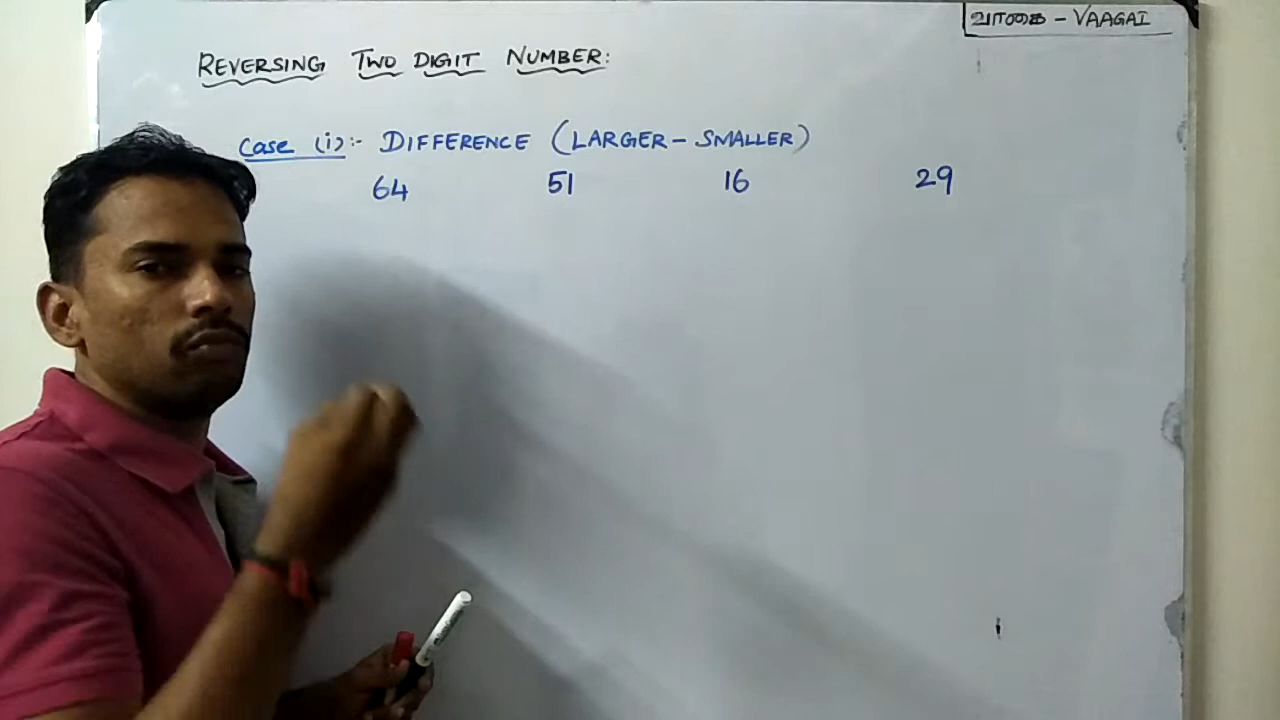 வாகை - VAAGAI
REVERSING TWO DIGIT NUMBER:
Case (i):- DIFFERENCE (LARGER - SMALLER)
64 51 16 29